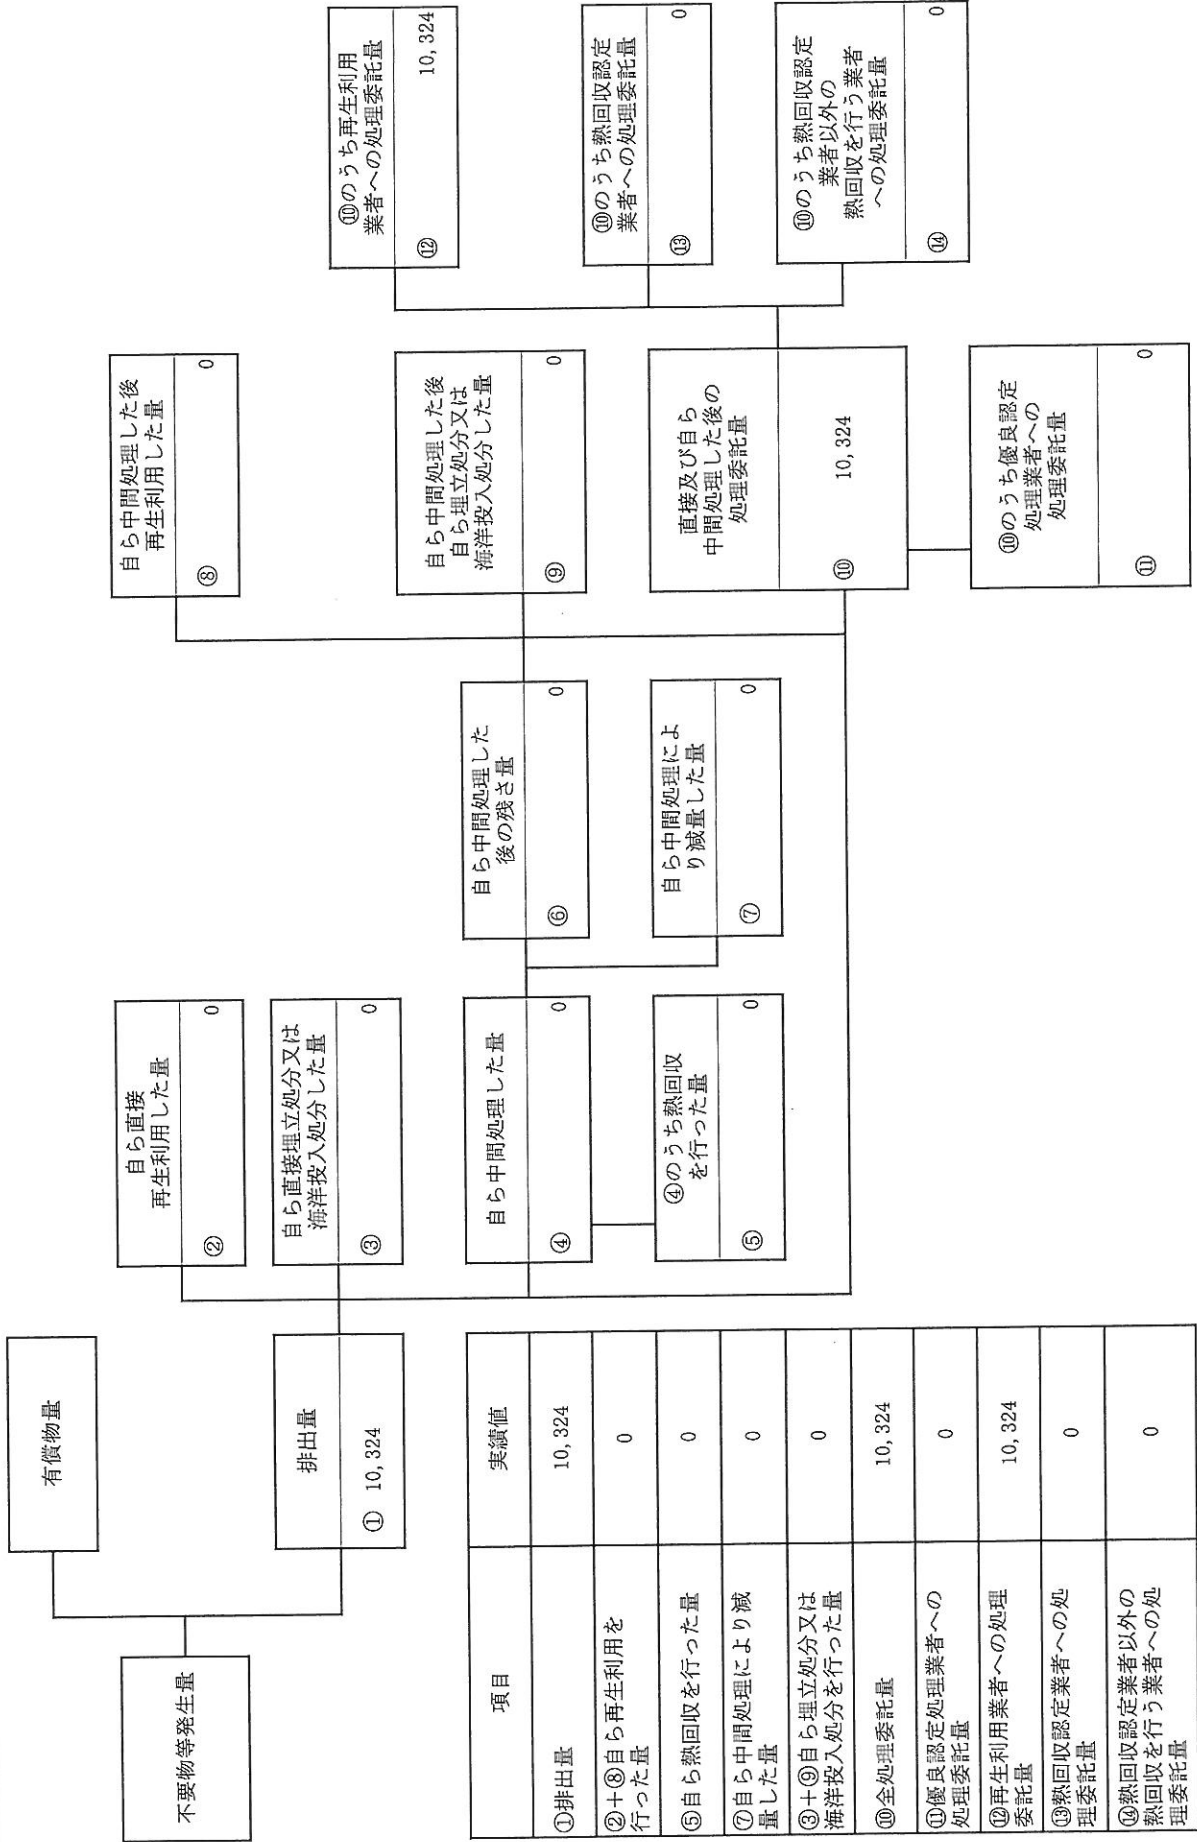 不要物等発生量
有償物量
排出量
① 10,324
自ら直接
再生利用した量
② 0
自ら直接埋立処分又は
海洋投入処分した量
③ 0
自ら中間処理した量
④ 0
④のうち熱回収
を行った量
⑤ 0
自ら中間処理した
後の残さ量
⑥ 0
自ら中間処理によ
り減量した量
⑦ 0
自ら中間処理した後
再生利用した量
⑧ 0
自ら中間処理した後
自ら埋立処分又は
海洋投入処分した量
⑨ 0
直接及び自ら
中間処理した後の
処理委託量
⑩ 10,324
⑩のうち優良認定
処理業者への
処理委託量
⑪ 0
⑩のうち再生利用
業者への処理委託量
⑫ 10,324
⑩のうち熱回収認定
業者への処理委託量
⑬ 0
⑩のうち熱回収認定
業者以外の
熱回収を行う業者
への処理委託量
⑭ 0
項目 実績値
①排出量 10,324
②+⑧自ら再生利用を
行った量 0
⑤自ら熱回収を行った量 0
⑦自ら中間処理により減
量した量 0
③+⑨自ら埋立処分又は
海洋投入処分を行った量 0
⑩全処理委託量 10,324
⑪優良認定処理業者への
処理委託量 0
⑫再生利用業者への処理
委託量 10,324
⑬熱回収認定業者への処
理委託量 0
⑭熱回収認定業者以外の
熱回収を行う業者への処
理委託量 0